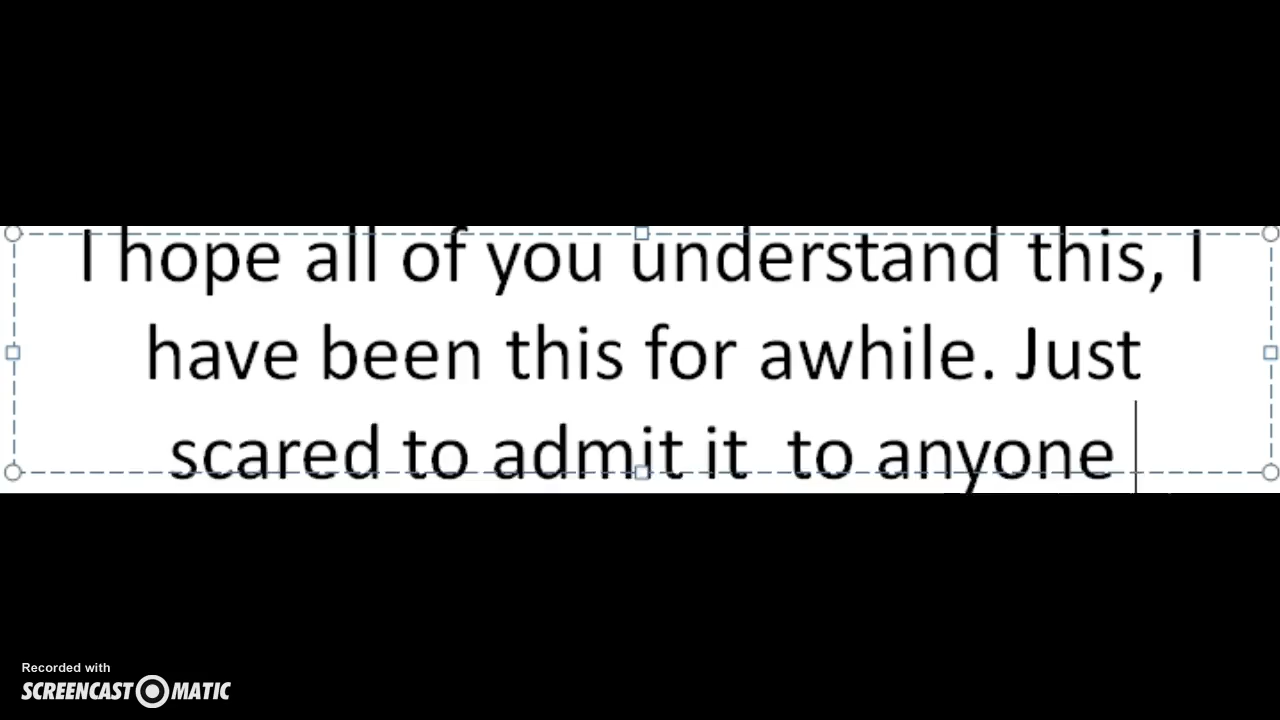 I hope all of you understand this, I
have been this for awhile. Just
scared to admit it  to anyone
Recorded with
SCREENCAST MATIC